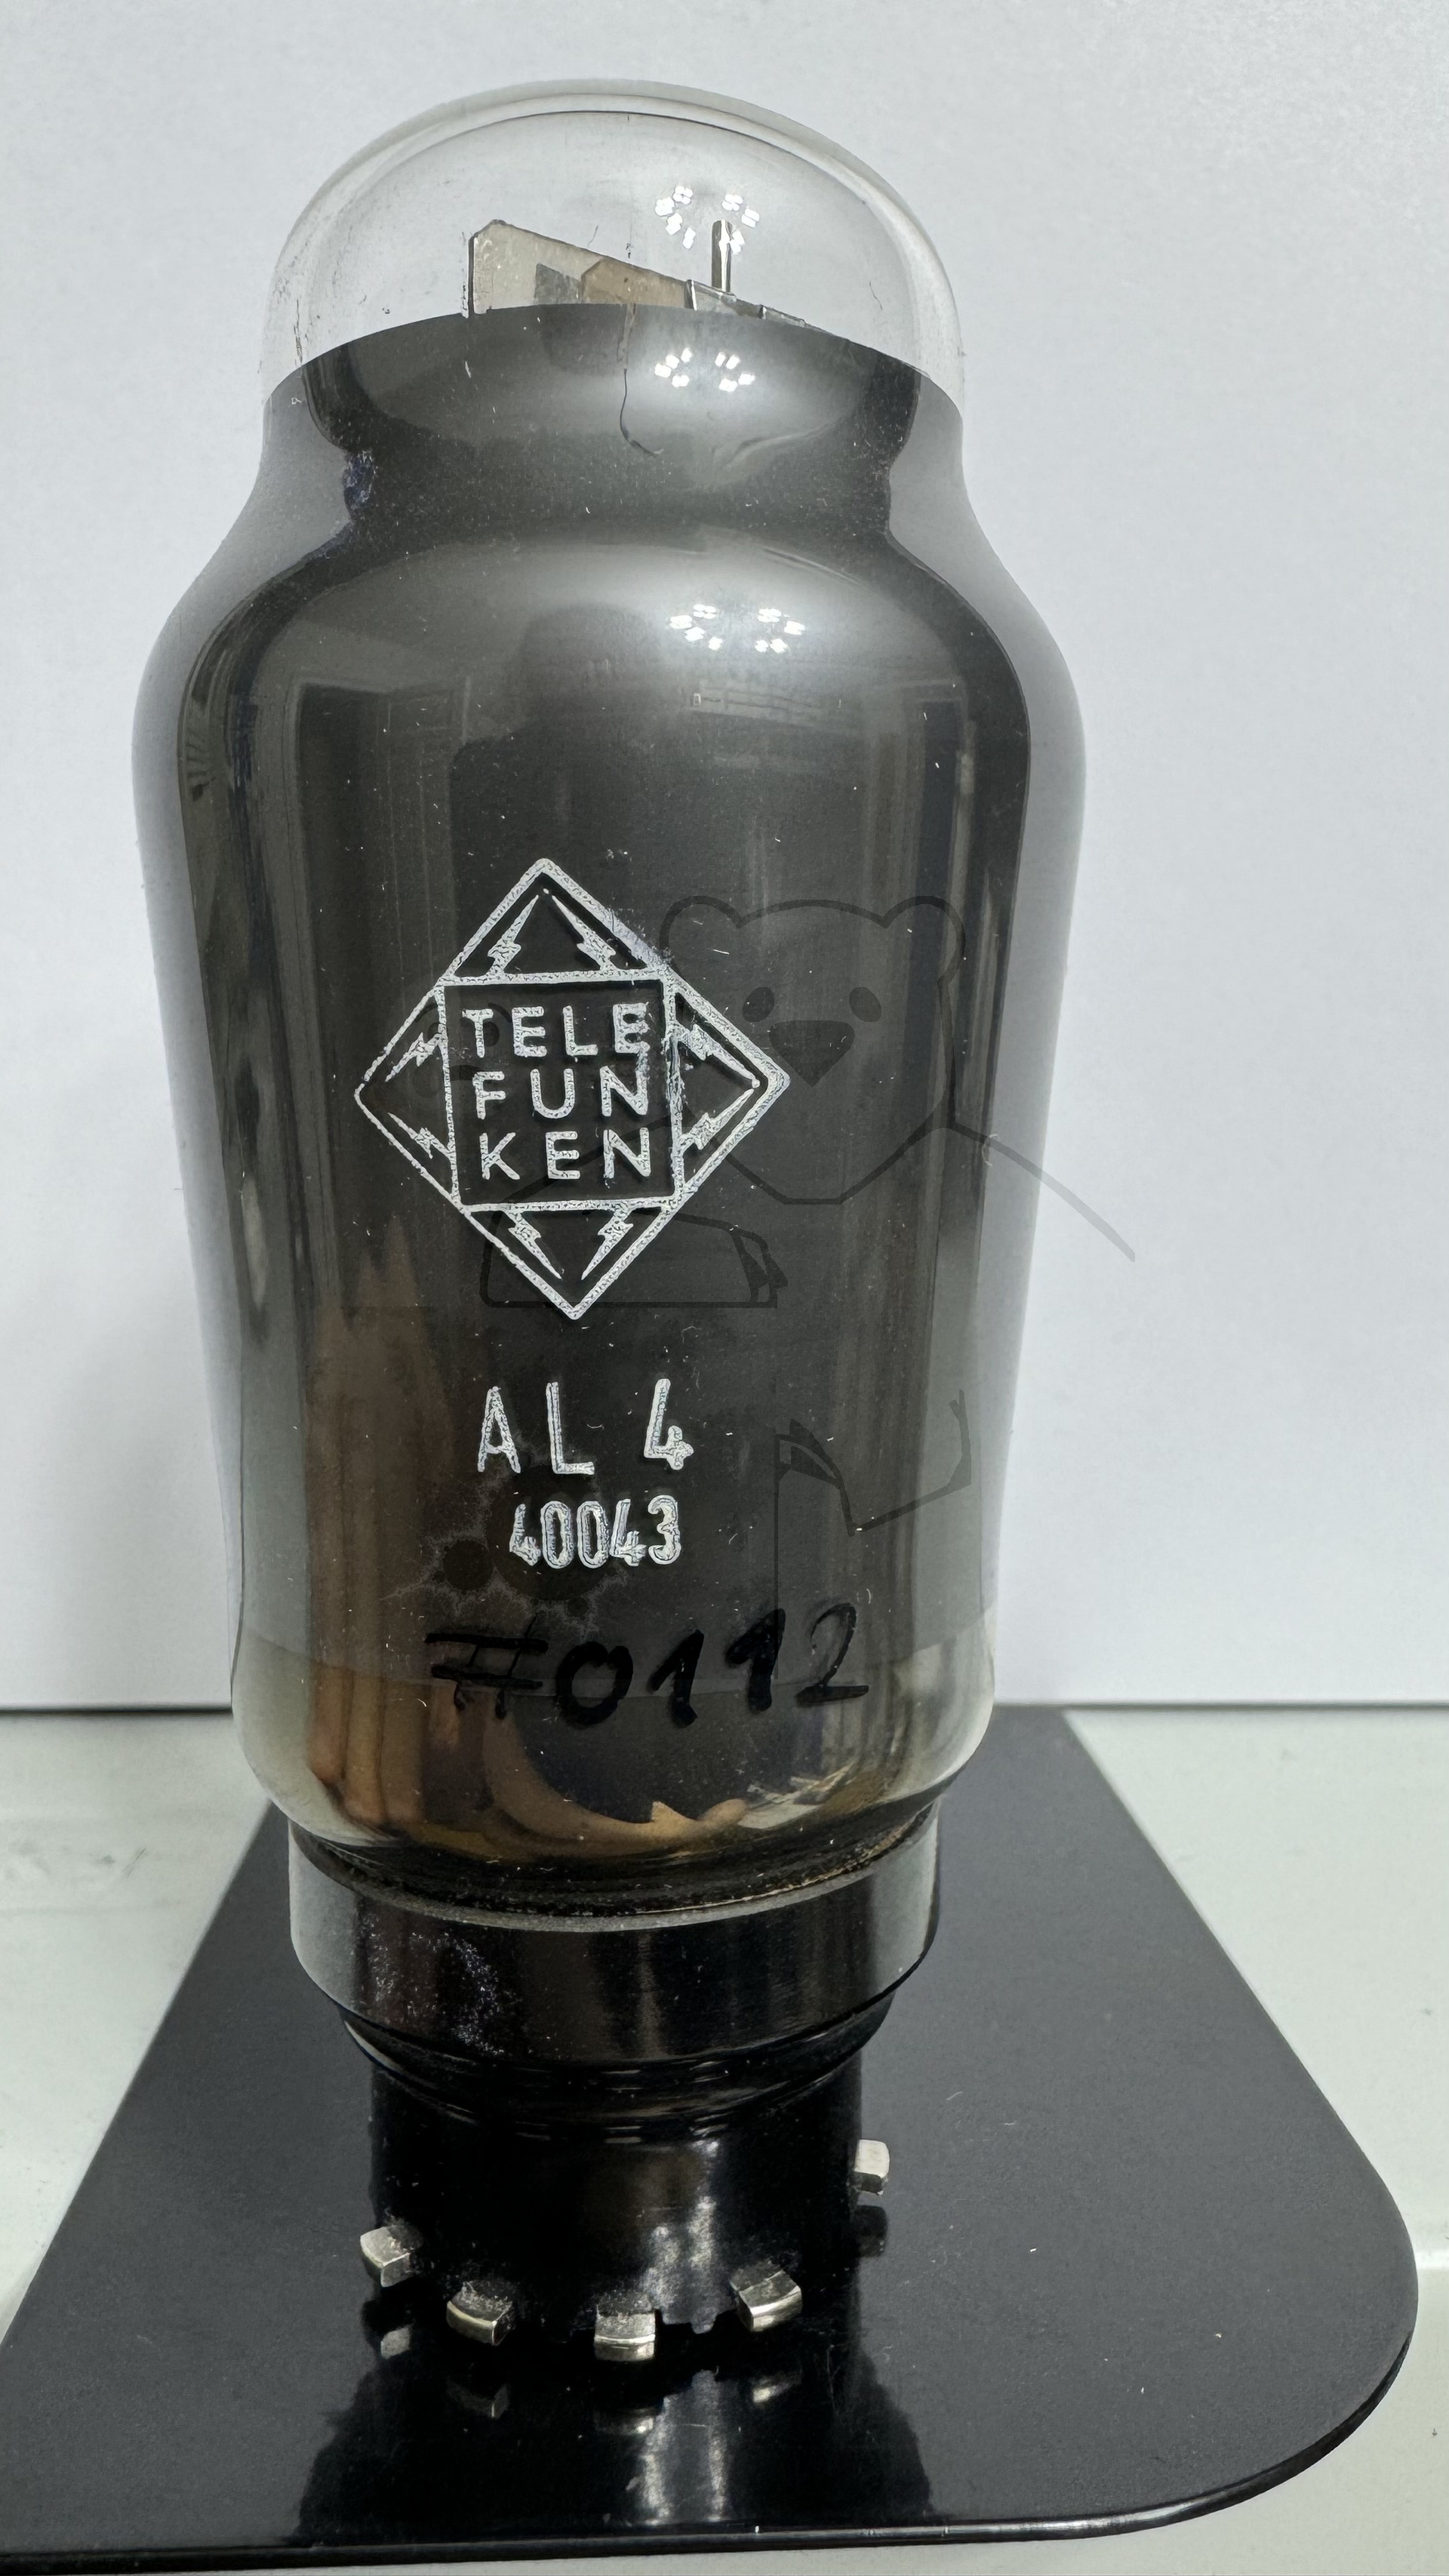 TELE
FUN
KEN
AL 4
40043
#0112